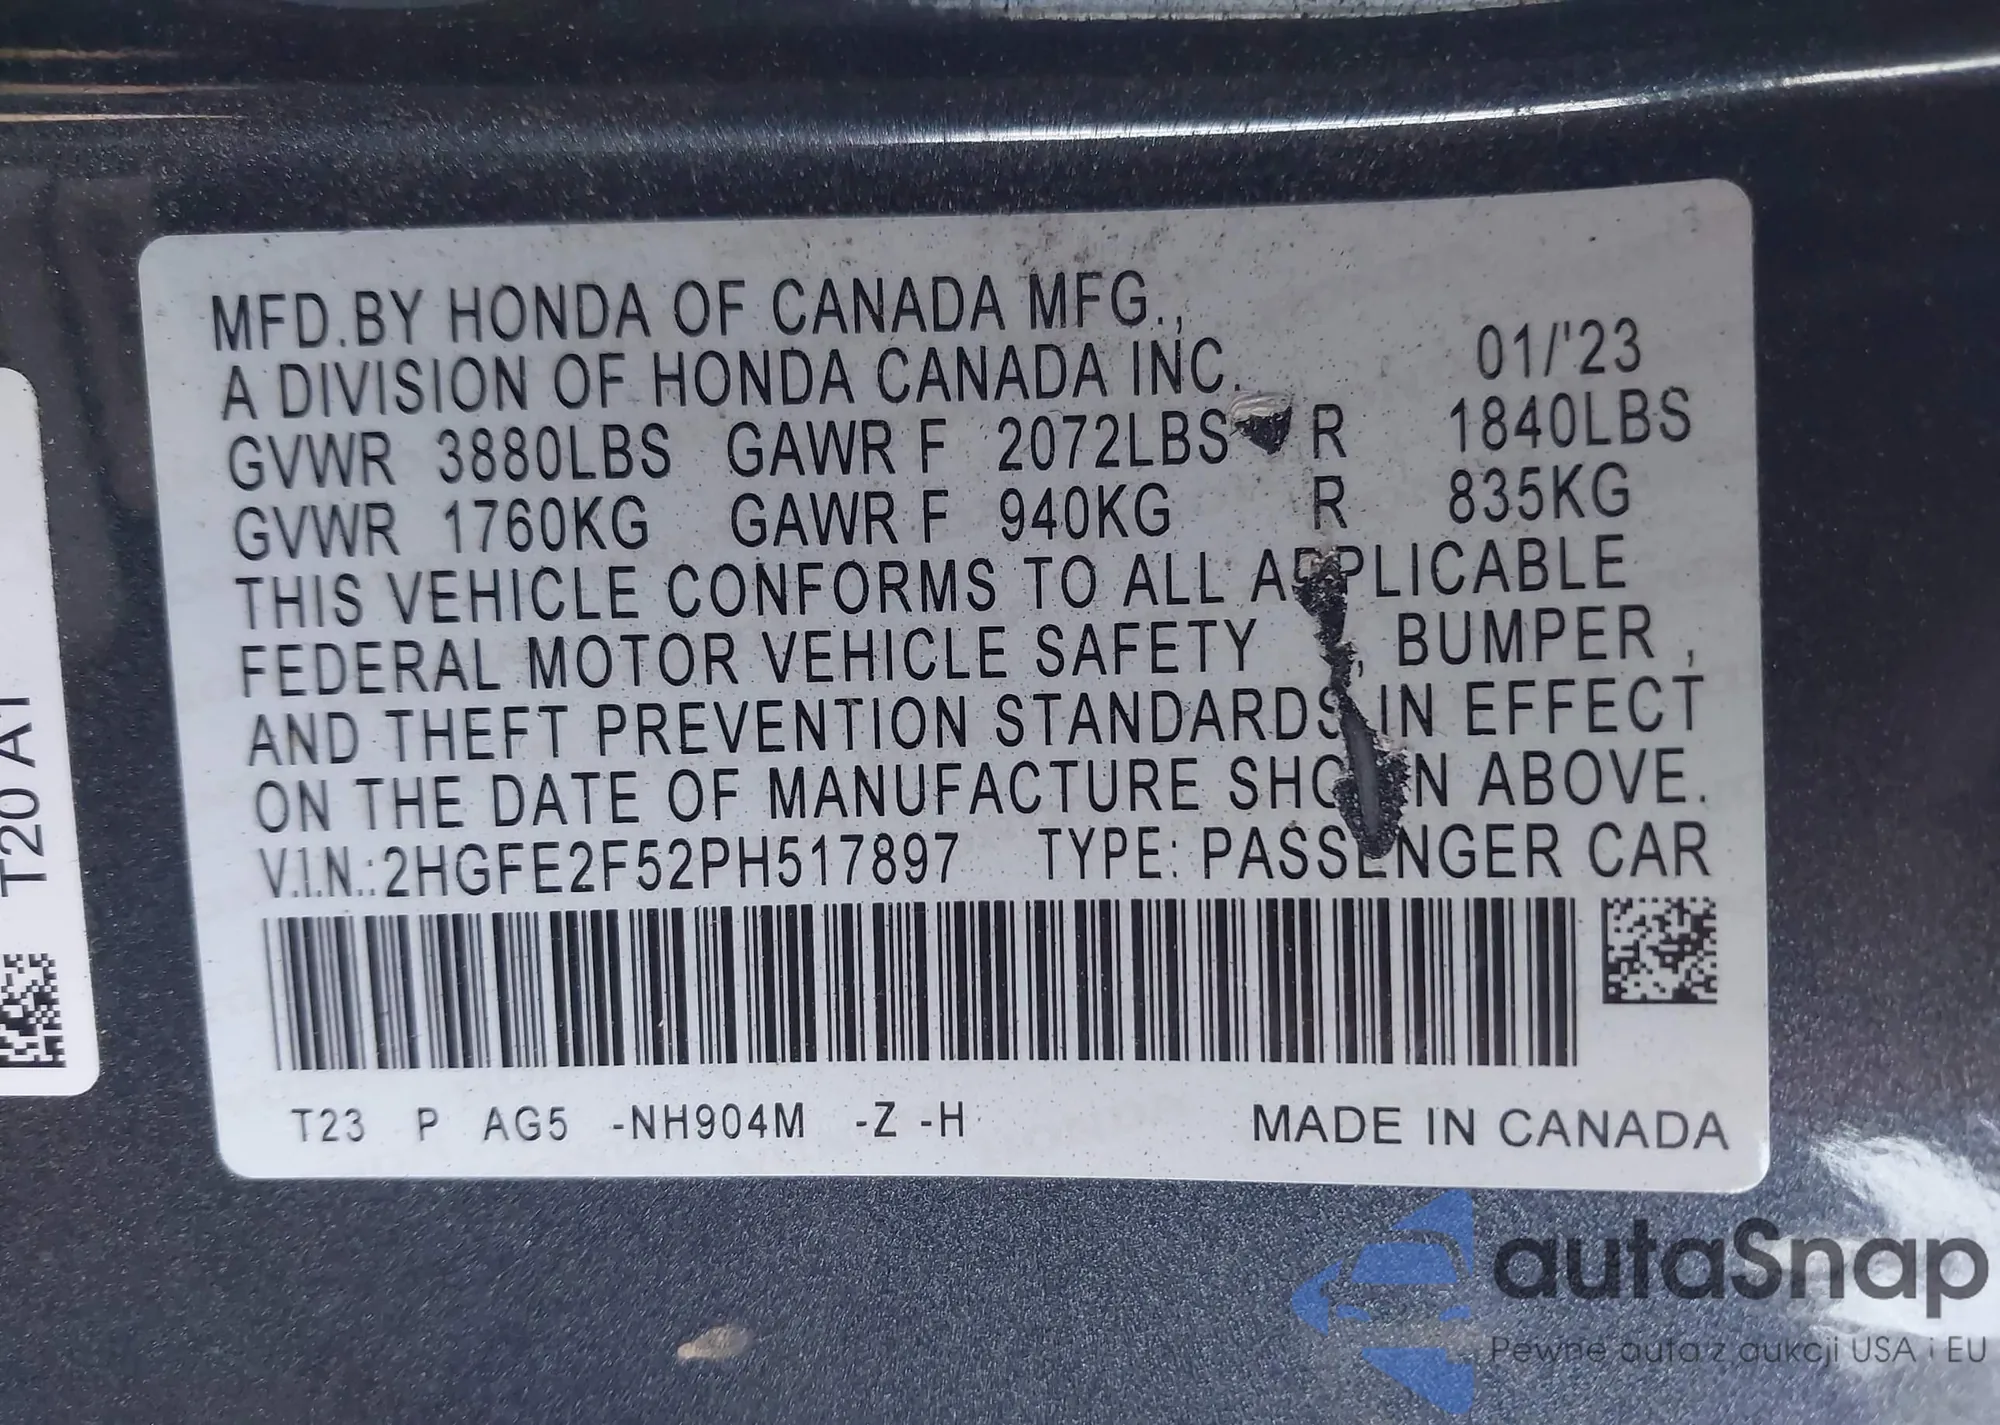 MFD.BY HONDA OF CANADA MFG.,
A DIVISION OF HONDA CANADA INC. 01/'23
GVWR 3880LBS GAWR F 2072LBS R 1840LBS
GVWR 1760KG GAWR F 940KG R 835KG
THIS VEHICLE CONFORMS TO ALL APPLICABLE
FEDERAL MOTOR VEHICLE SAFETY , BUMPER ,
AND THEFT PREVENTION STANDARDS IN EFFECT
ON THE DATE OF MANUFACTURE SHOWN ABOVE.
V.I.N.:2HGFE2F52PH517897 TYPE: PASSENGER CAR
T23 P AG5 -NH904M -Z -H MADE IN CANADA
T20 A1
autaSnap
Pewne auta z aukcji USA i EU